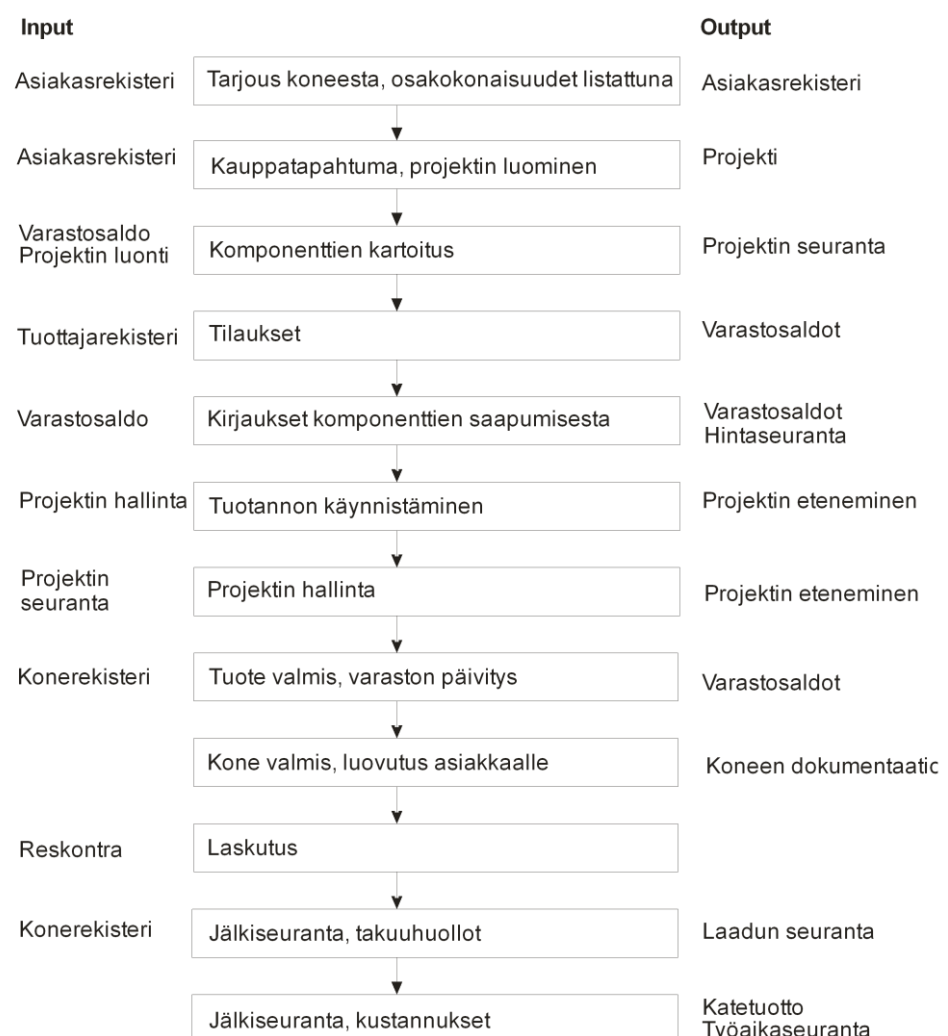 Input
Output
Asiakasrekisteri
Tarjous koneesta, osakokonaisuudet listattuna
Asiakasrekisteri
Asiakasrekisteri
Kauppatapahtuma, projektin luominen
Projekti
Varastosaldo
Projektin luonti
Komponenttien kartoitus
Projektin seuranta
Tuottajarekisteri
Tilaukset
Varastosaldot
Varastosaldo
Kirjaukset komponenttien saapumisesta
Varastosaldot
Hintaseuranta
Projektin hallinta
Tuotannon käynnistäminen
Projektin eteneminen
Projektin
seuranta
Projektin hallinta
Projektin eteneminen
Konerekisteri
Tuote valmis, varaston päivitys
Varastosaldot
Kone valmis, luovutus asiakkaalle
Koneen dokumentaatio
Reskontra
Laskutus
Konerekisteri
Jälkiseuranta, takuuhuollot
Laadun seuranta
Jälkiseuranta, kustannukset
Katetuotto
Työaikaseuranta